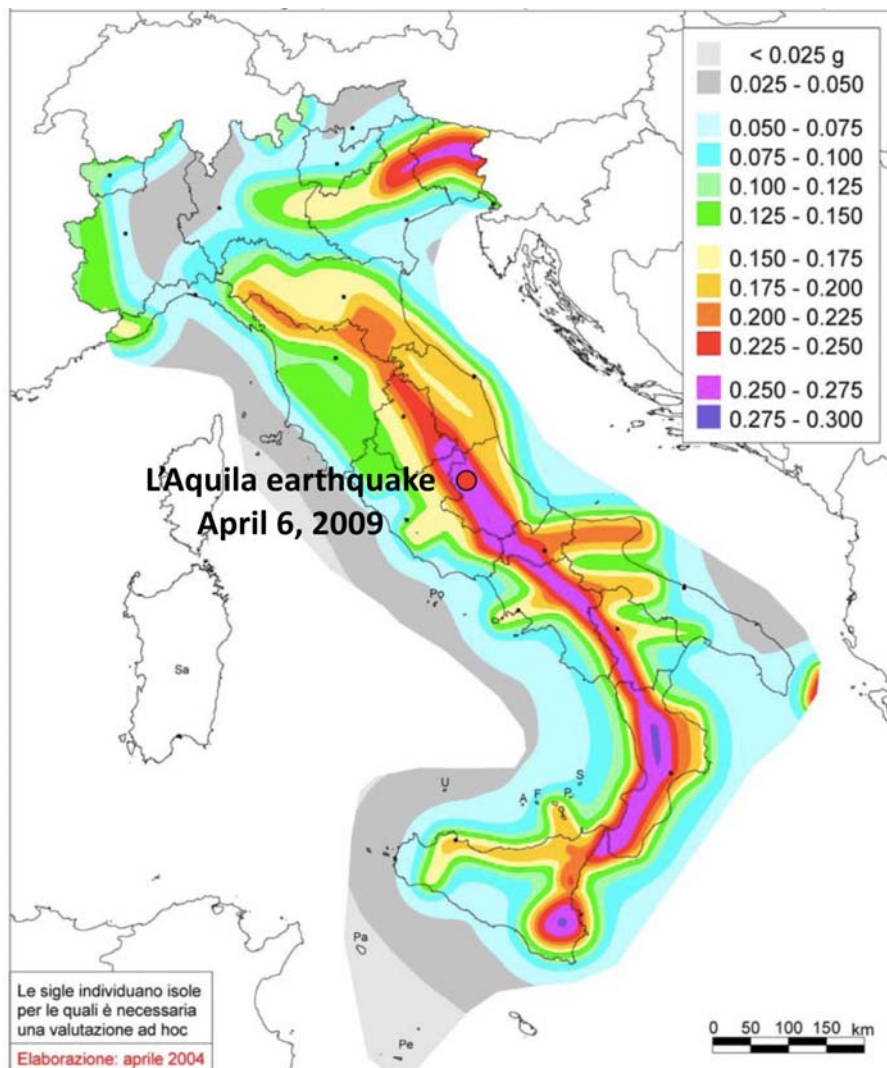 < 0.025 g
0.025 - 0.050
0.050 - 0.075
0.075 - 0.100
0.100 - 0.125
0.125 - 0.150
0.150 - 0.175
0.175 - 0.200
0.200 - 0.225
0.225 - 0.250
0.250 - 0.275
0.275 - 0.300
L'Aquila earthquake
April 6, 2009
Po
Sa
U
A
F
P
S
Pa
Pe
Le sigle individuano isole
per le quali è necessaria
una valutazione ad hoc
Elaborazione: aprile 2004
0 50 100 150 km